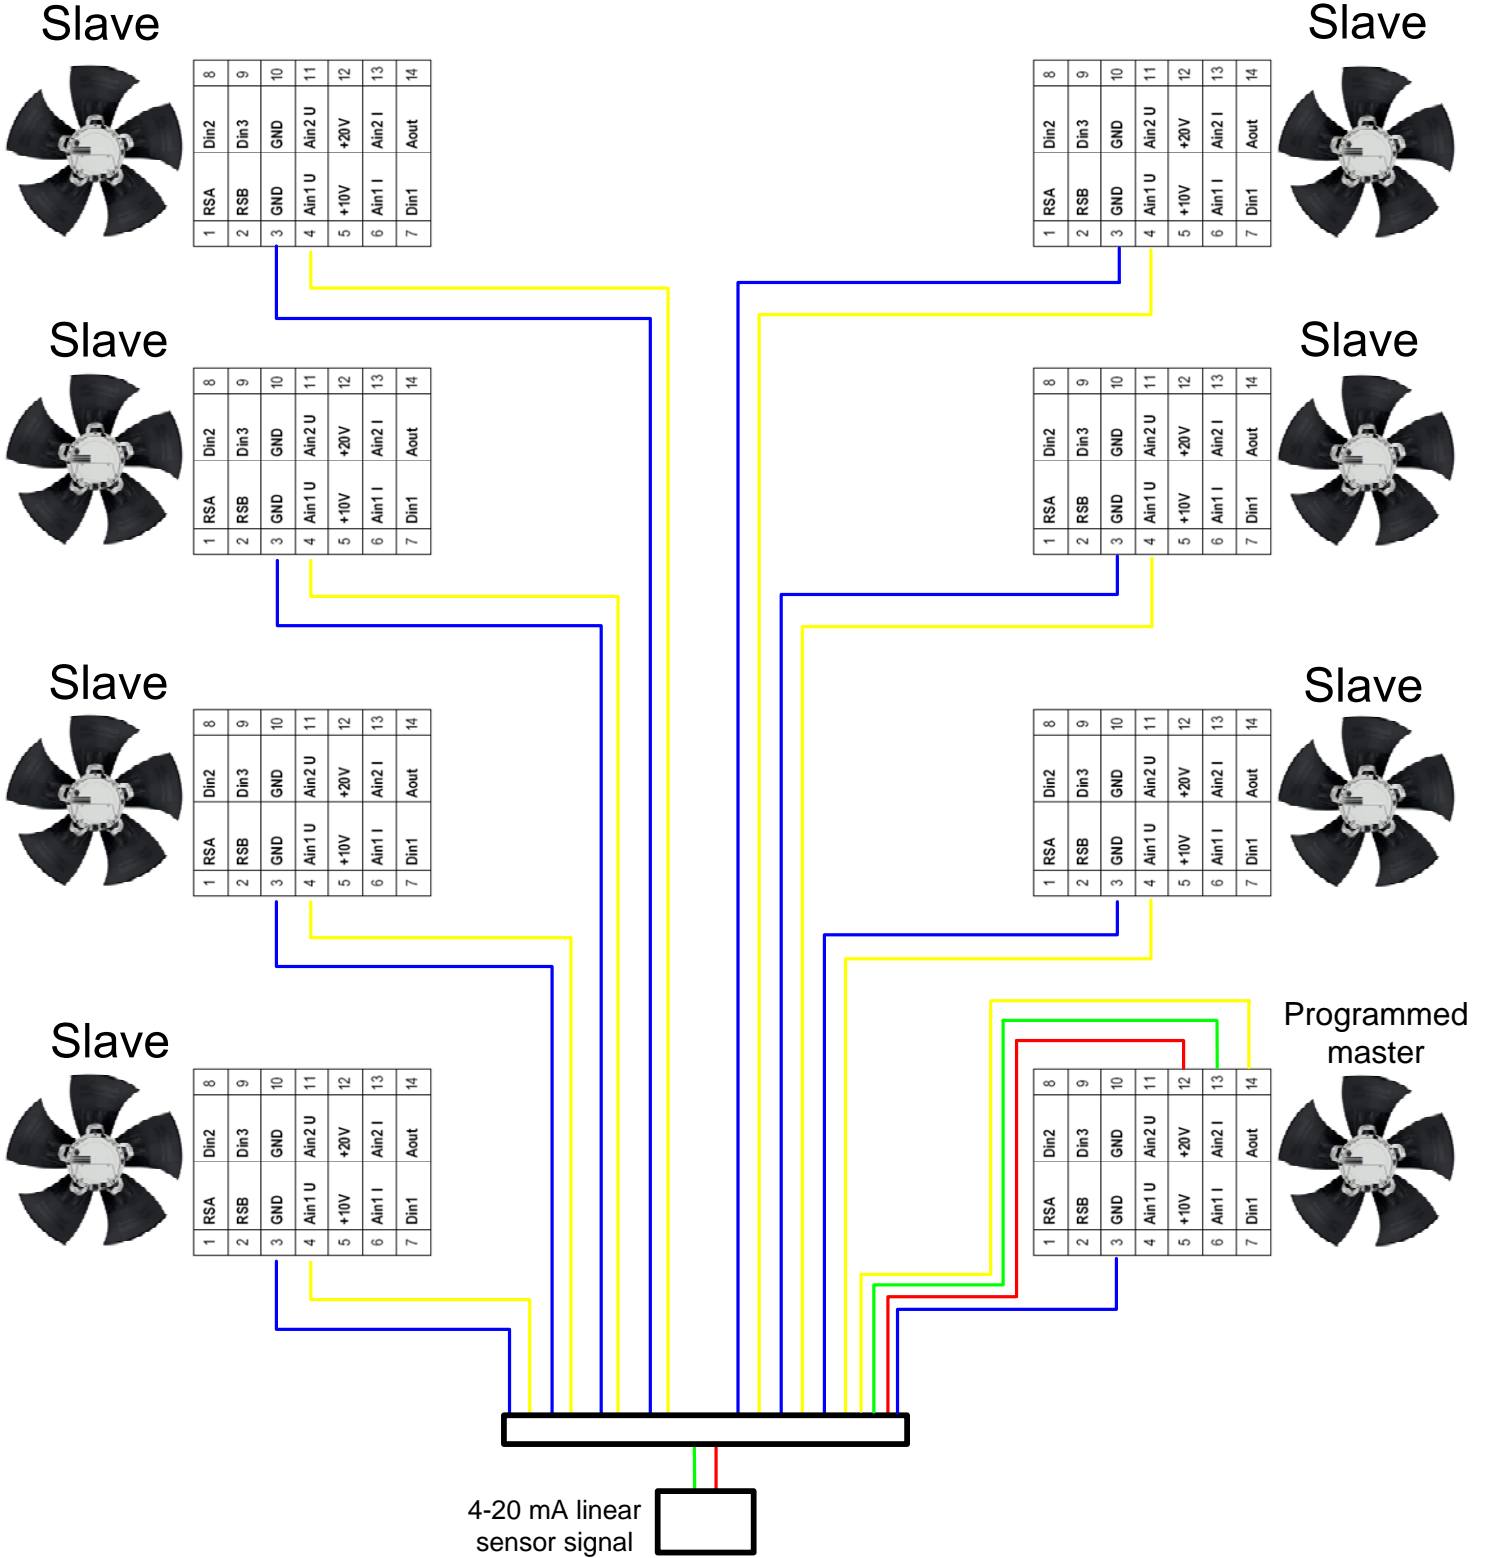 Slave
Slave
8 9 10 11 12 13 14
Din2 Din3 GND Ain2 U +20V Ain2 I Aout
RSA RSB GND Ain1 U +10V Ain1 I Din1
1 2 3 4 5 6 7
8 9 10 11 12 13 14
Din2 Din3 GND Ain2 U +20V Ain2 I Aout
RSA RSB GND Ain1 U +10V Ain1 I Din1
1 2 3 4 5 6 7
Slave
Slave
8 9 10 11 12 13 14
Din2 Din3 GND Ain2 U +20V Ain2 I Aout
RSA RSB GND Ain1 U +10V Ain1 I Din1
1 2 3 4 5 6 7
8 9 10 11 12 13 14
Din2 Din3 GND Ain2 U +20V Ain2 I Aout
RSA RSB GND Ain1 U +10V Ain1 I Din1
1 2 3 4 5 6 7
Slave
Slave
8 9 10 11 12 13 14
Din2 Din3 GND Ain2 U +20V Ain2 I Aout
RSA RSB GND Ain1 U +10V Ain1 I Din1
1 2 3 4 5 6 7
8 9 10 11 12 13 14
Din2 Din3 GND Ain2 U +20V Ain2 I Aout
RSA RSB GND Ain1 U +10V Ain1 I Din1
1 2 3 4 5 6 7
Slave
Programmed
master
8 9 10 11 12 13 14
Din2 Din3 GND Ain2 U +20V Ain2 I Aout
RSA RSB GND Ain1 U +10V Ain1 I Din1
1 2 3 4 5 6 7
8 9 10 11 12 13 14
Din2 Din3 GND Ain2 U +20V Ain2 I Aout
RSA RSB GND Ain1 U +10V Ain1 I Din1
1 2 3 4 5 6 7
4-20 mA linear
sensor signal